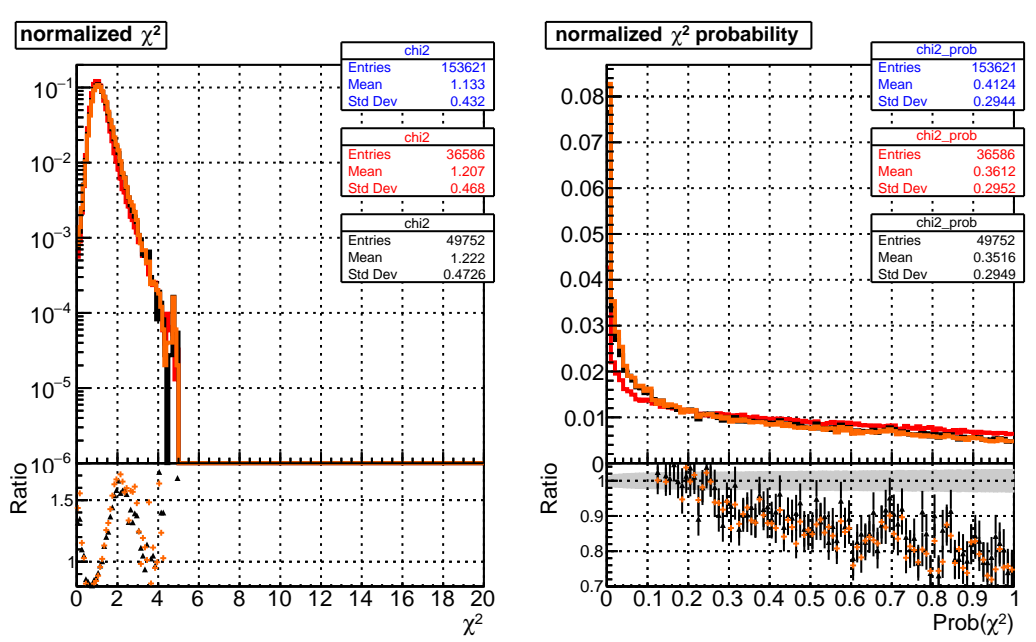 normalized χ²
chi2
Entries 153621
Mean 1.133
Std Dev 0.432
chi2
Entries 36586
Mean 1.207
Std Dev 0.468
chi2
Entries 49752
Mean 1.222
Std Dev 0.4726
10⁻¹
10⁻²
10⁻³
10⁻⁴
10⁻⁵
10⁻⁶
Ratio
1.5
1
0 2 4 6 8 10 12 14 16 18 20
χ²
normalized χ² probability
chi2_prob
Entries 153621
Mean 0.4124
Std Dev 0.2944
chi2_prob
Entries 36586
Mean 0.3612
Std Dev 0.2952
chi2_prob
Entries 49752
Mean 0.3516
Std Dev 0.2949
0.08
0.07
0.06
0.05
0.04
0.03
0.02
0.01
0
Ratio
1
0.9
0.8
0.7
0 0.1 0.2 0.3 0.4 0.5 0.6 0.7 0.8 0.9 1
Prob(χ²)